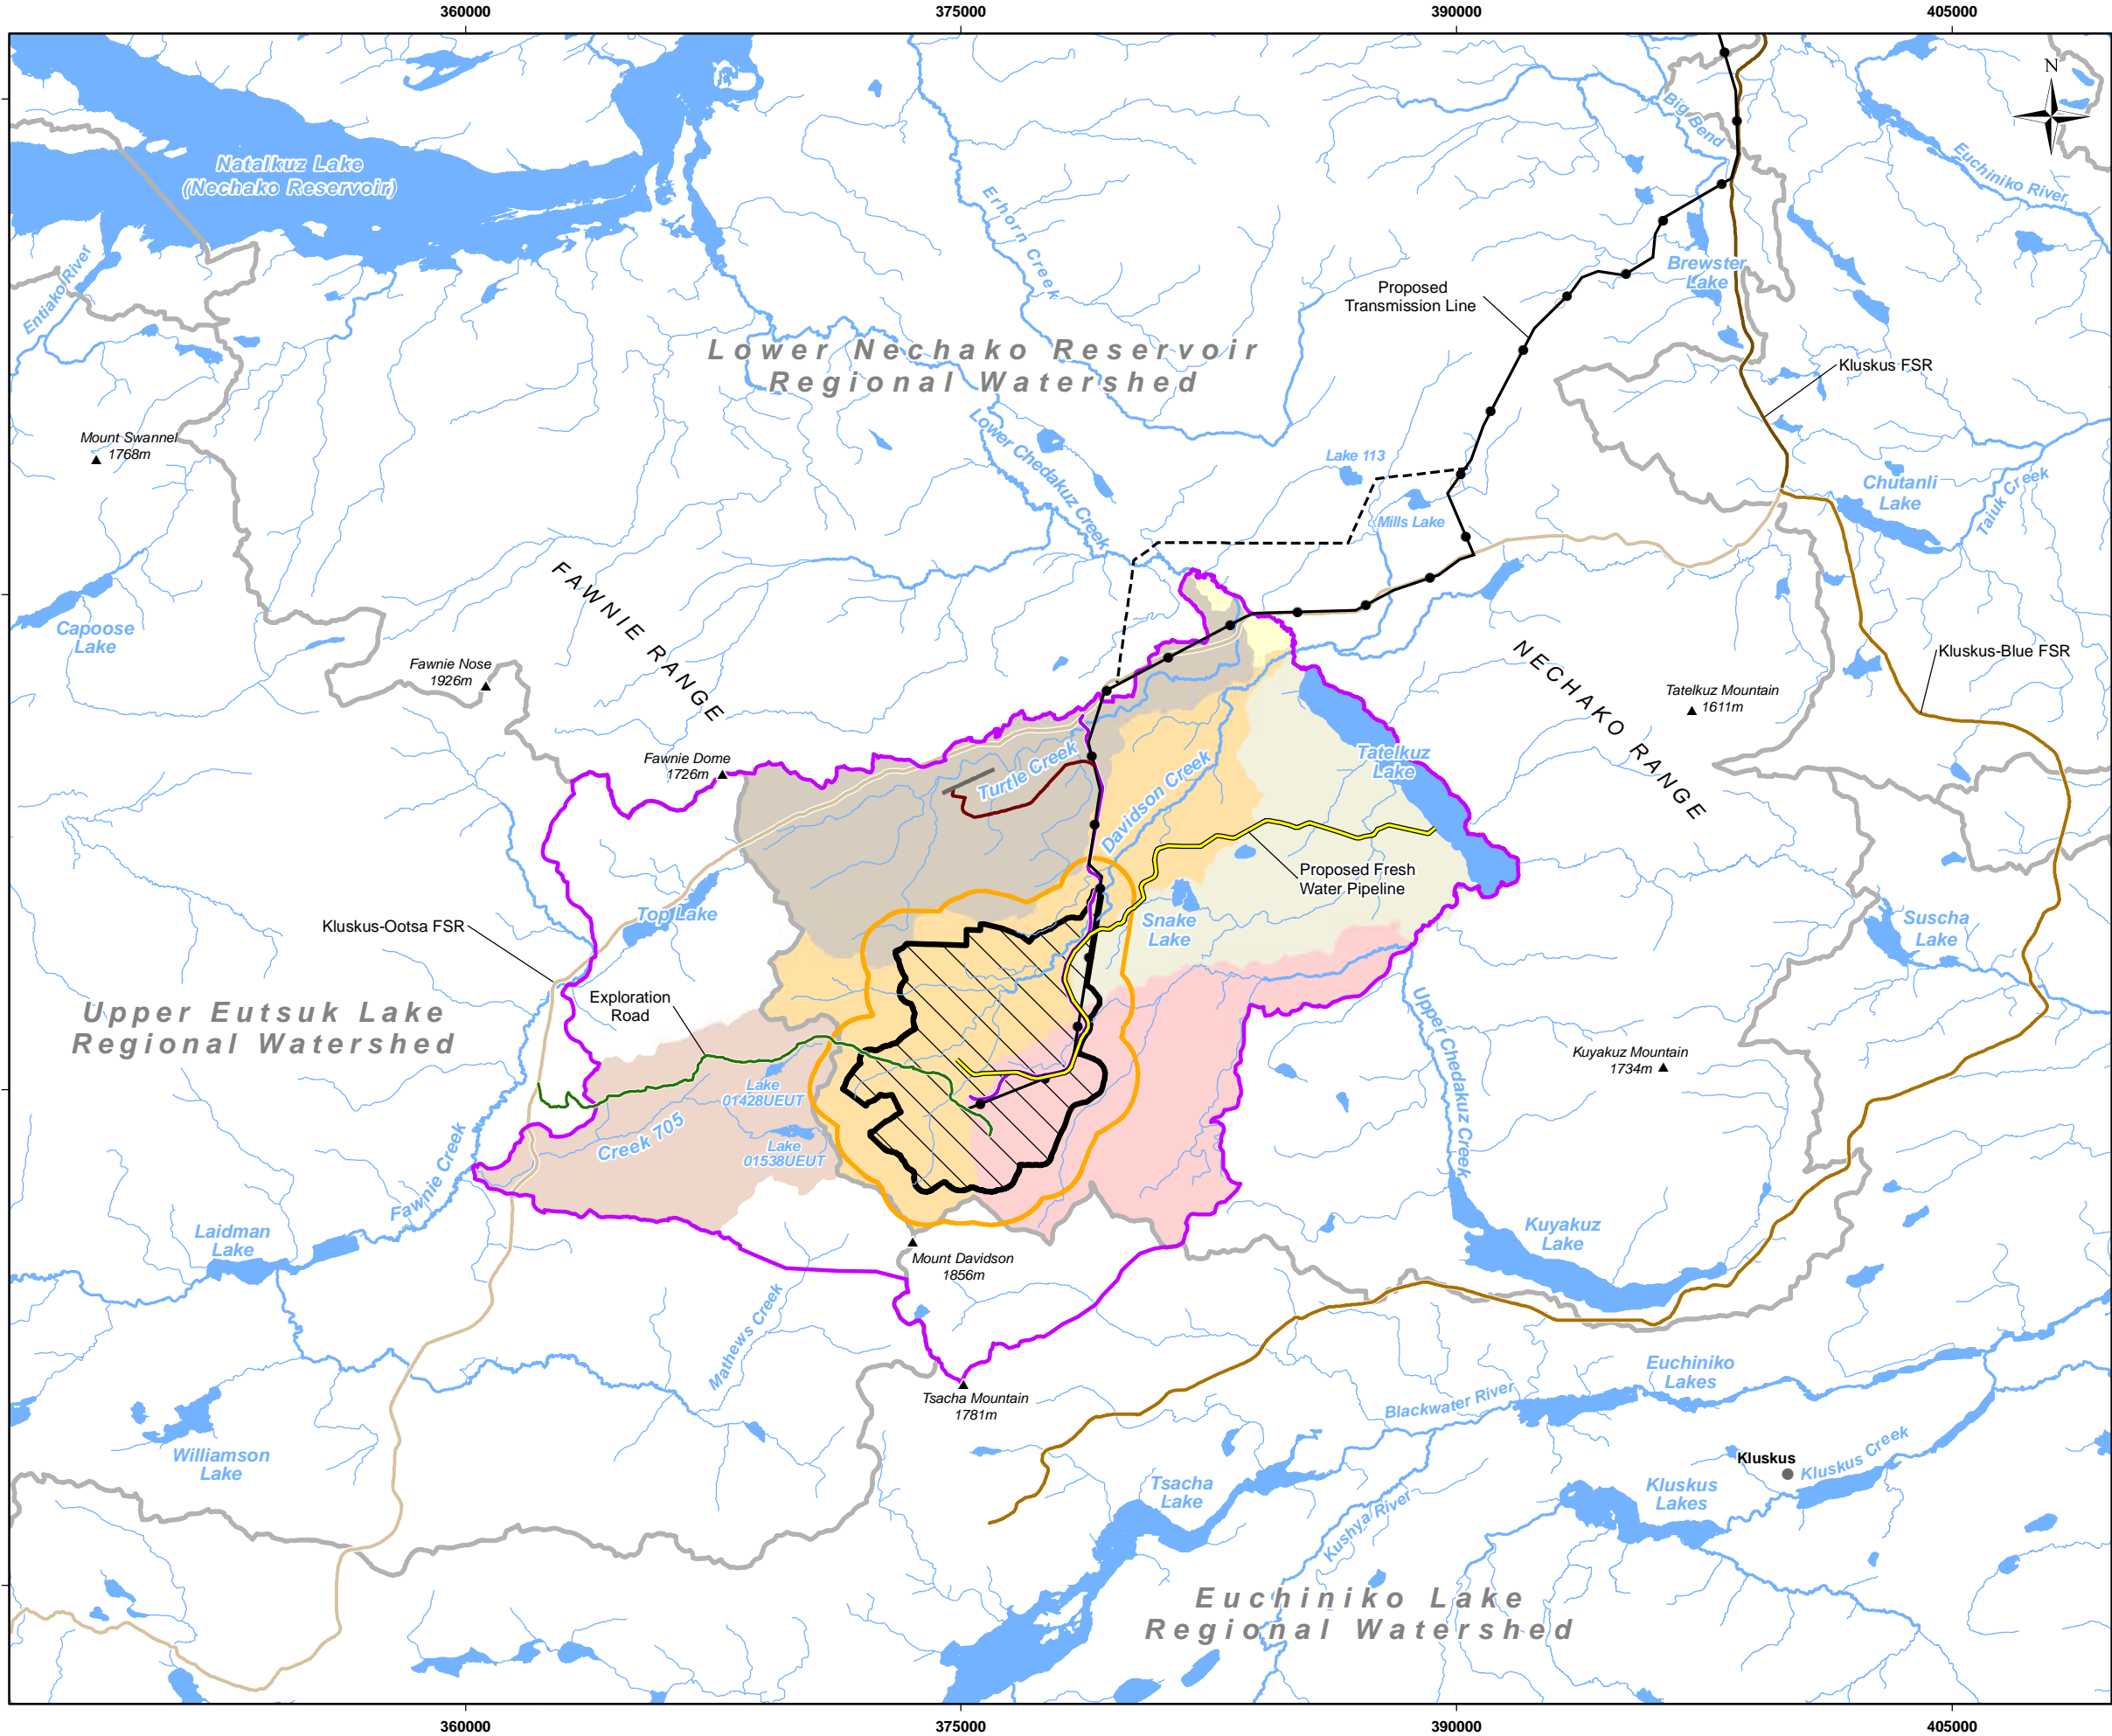 360000
375000
390000
405000
N
Big Bend
Euchiniko River
Natalkuz Lake
(Nechako Reservoir)
Erhorn Creek
Entiako River
Brewster
Lake
Proposed
Transmission Line
Lower Nechako Reservoir
Regional Watershed
Kluskus FSR
Mount Swannel
1768m
Lower Chedakuz Creek
Lake 113
Mills Lake
Chutanli
Lake
Taiuk Creek
FAWNIE RANGE
Capoose
Lake
Fawnie Nose
1926m
NECHAKO RANGE
Kluskus-Blue FSR
Tatelkuz Mountain
1611m
Fawnie Dome
1726m
Turtle Creek
Davidson Creek
Tatelkuz
Lake
Proposed Fresh
Water Pipeline
Top Lake
Snake
Lake
Suscha
Lake
Kluskus-Ootsa FSR
Exploration
Road
Upper Eutsuk Lake
Regional Watershed
Upper Chedakuz Creek
Kuyakuz Mountain
1734m
Lake
01428UEUT
Creek 705
Lake
01538UEUT
Fawnie Creek
Laidman
Lake
Kuyakuz
Lake
Mount Davidson
1856m
Mathews Creek
Tsacha Mountain
1781m
Euchiniko
Lakes
Blackwater River
Williamson
Lake
Kluskus
Kluskus Creek
Tsacha
Lake
Kluskus
Lakes
Kushya River
Euchiniko Lake
Regional Watershed
360000
375000
390000
405000